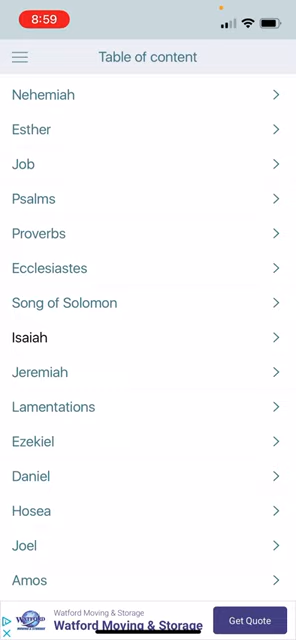 8:59
Table of content
Nehemiah
Esther
Job
Psalms
Proverbs
Ecclesiastes
Song of Solomon
Isaiah
Jeremiah
Lamentations
Ezekiel
Daniel
Hosea
Joel
Amos
WATFORD
Watford Moving & Storage
Watford Moving & Storage
Get Quote